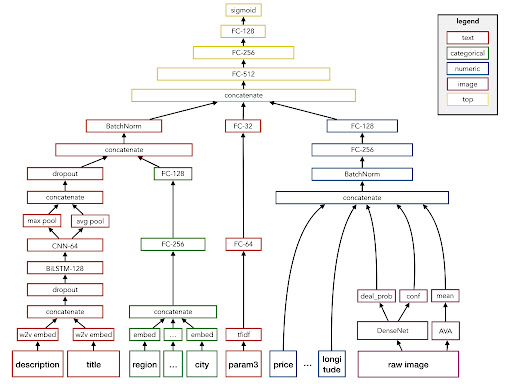 sigmoid
FC-128
FC-256
FC-512
concatenate
legend
text
categorical
numeric
image
top
BatchNorm
FC-32
FC-128
concatenate
FC-256
dropout
FC-128
BatchNorm
concatenate
concatenate
max pool
avg pool
CNN-64
FC-256
FC-64
BiLSTM-128
dropout
deal_prob
conf
mean
concatenate
concatenate
w2v embed
w2v embed
embed
...
embed
tfidf
DenseNet
AVA
description
title
region
...
city
param3
price
...
longi
tude
raw image